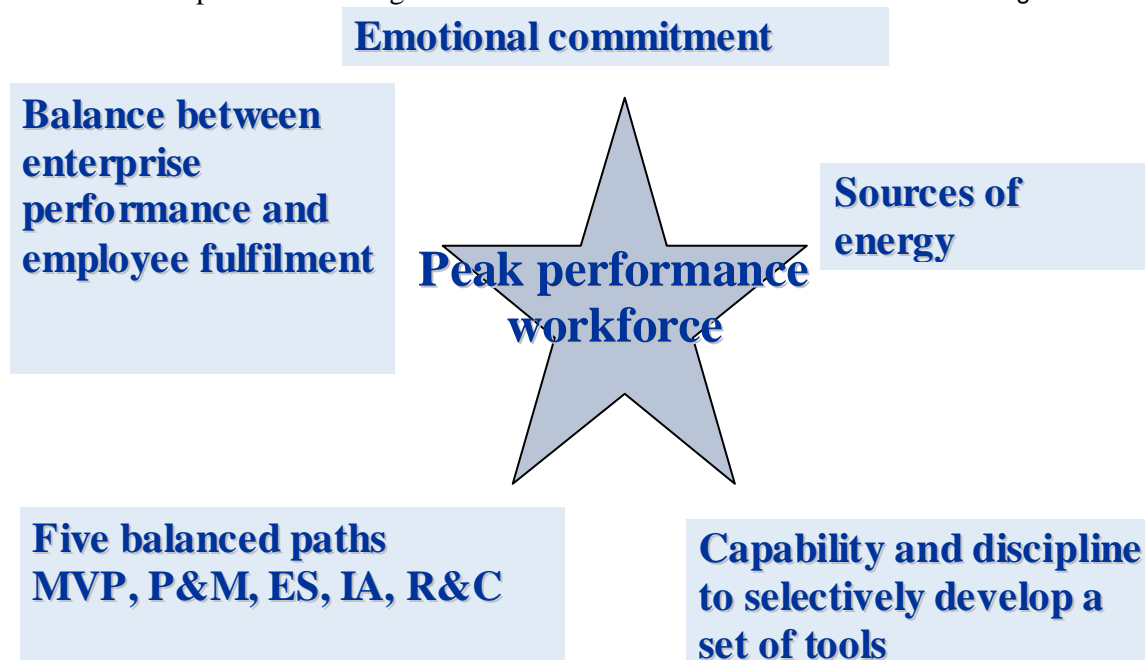 Emotional commitment
Balance between
enterprise
performance and
employee fulfilment
Sources of
energy
Peak performance
workforce
Five balanced paths
MVP, P&M, ES, IA, R&C
Capability and discipline
to selectively develop a
set of tools